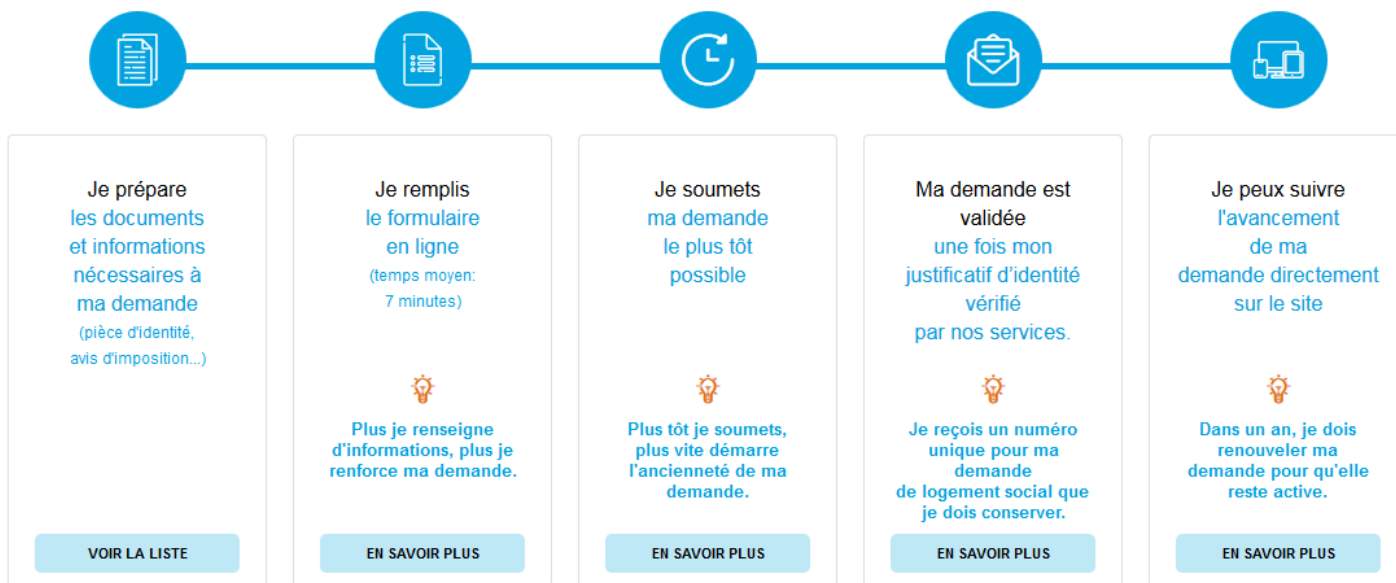 Je prépare
les documents
et informations
nécessaires à
ma demande
(pièce d'identité,
avis d'imposition...)
VOIR LA LISTE
Je remplis
le formulaire
en ligne
(temps moyen:
7 minutes)
Plus je renseigne
d'informations, plus je
renforce ma demande.
EN SAVOIR PLUS
Je soumets
ma demande
le plus tôt
possible
Plus tôt je soumets,
plus vite démarre
l'ancienneté de ma
demande.
EN SAVOIR PLUS
Ma demande est
validée
une fois mon
justificatif d’identité
vérifié
par nos services.
Je reçois un numéro
unique pour ma
demande
de logement social que
je dois conserver.
EN SAVOIR PLUS
Je peux suivre
l'avancement
de ma
demande directement
sur le site
Dans un an, je dois
renouveler ma
demande pour qu'elle
reste active.
EN SAVOIR PLUS